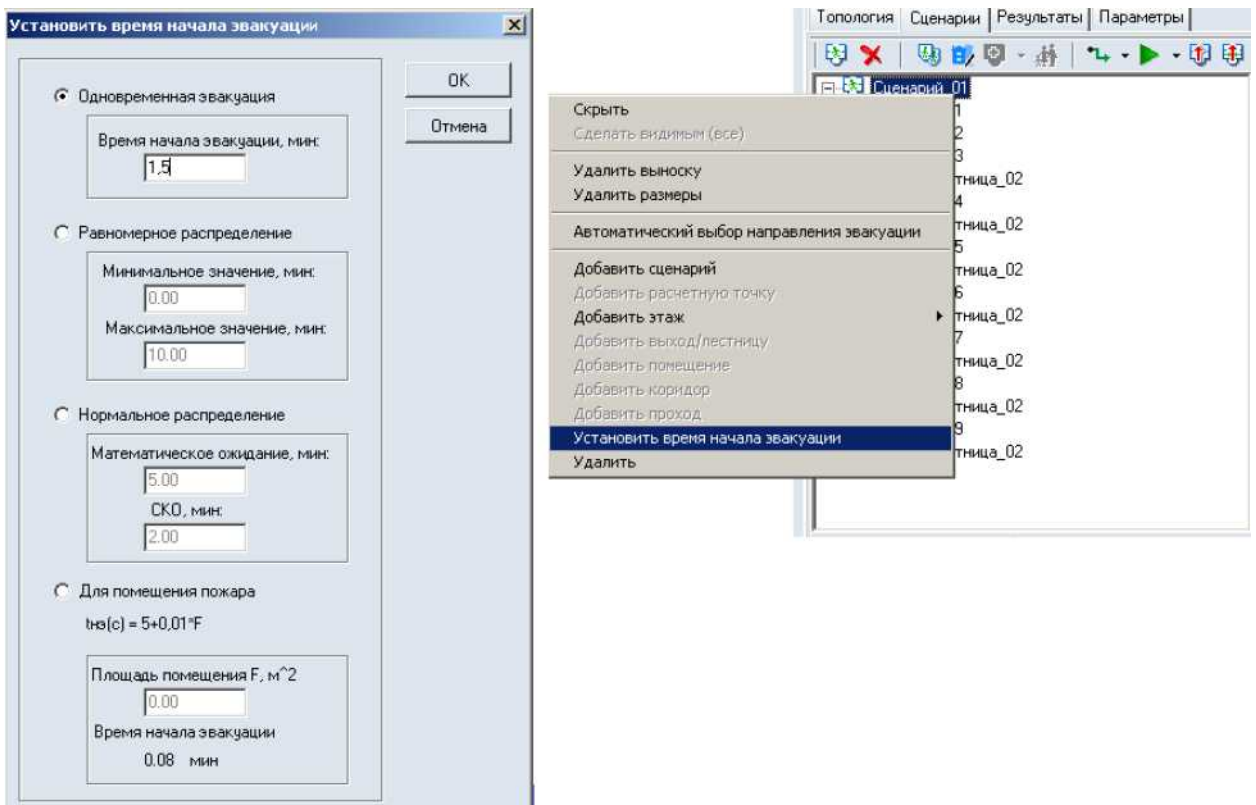 Установить время начала эвакуации
OK
Отмена
Одновременная эвакуация
Время начала эвакуации, мин:
1,5
Равномерное распределение
Минимальное значение, мин:
0.00
Максимальное значение, мин:
10.00
Нормальное распределение
Математическое ожидание, мин:
5.00
СКО, мин:
2.00
Для помещения пожара
tнэ(с) = 5+0,01*F
Площадь помещения F, м^2
0.00
Время начала эвакуации
0.08 мин
Топология Сценарии Результаты Параметры
Сценарий_01
1
2
3
тница_02
4
тница_02
5
тница_02
6
тница_02
7
тница_02
8
тница_02
9
тница_02
Скрыть
Сделать видимым (все)
Удалить выноску
Удалить размеры
Автоматический выбор направления эвакуации
Добавить сценарий
Добавить расчетную точку
Добавить этаж
Добавить выход/лестницу
Добавить помещение
Добавить коридор
Добавить проход
Установить время начала эвакуации
Удалить